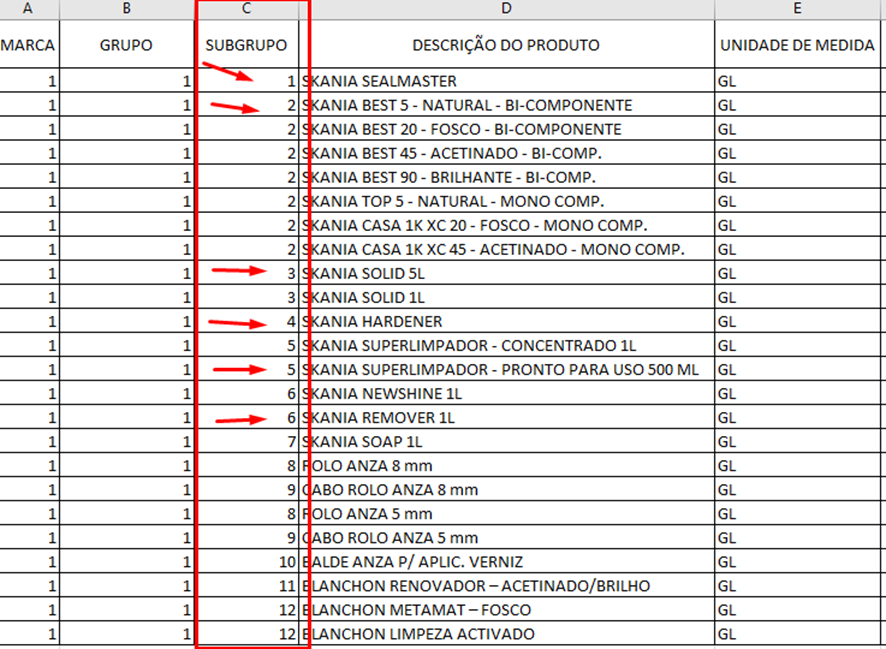 A B C D E
MARCA GRUPO SUBGRUPO DESCRIÇÃO DO PRODUTO UNIDADE DE MEDIDA
1 1 1 SKANIA SEALMASTER GL
1 1 2 SKANIA BEST 5 - NATURAL - BI-COMPONENTE GL
1 1 2 SKANIA BEST 20 - FOSCO - BI-COMPONENTE GL
1 1 2 SKANIA BEST 45 - ACETINADO - BI-COMP. GL
1 1 2 SKANIA BEST 90 - BRILHANTE - BI-COMP. GL
1 1 2 SKANIA TOP 5 - NATURAL - MONO COMP. GL
1 1 2 SKANIA CASA 1K XC 20 - FOSCO - MONO COMP. GL
1 1 2 SKANIA CASA 1K XC 45 - ACETINADO - MONO COMP. GL
1 1 3 SKANIA SOLID 5L GL
1 1 3 SKANIA SOLID 1L GL
1 1 4 SKANIA HARDENER GL
1 1 5 SKANIA SUPERLIMPADOR - CONCENTRADO 1L GL
1 1 5 SKANIA SUPERLIMPADOR - PRONTO PARA USO 500 ML GL
1 1 6 SKANIA NEWSHINE 1L GL
1 1 6 SKANIA REMOVER 1L GL
1 1 7 SKANIA SOAP 1L GL
1 1 8 ROLO ANZA 8 mm GL
1 1 9 CABO ROLO ANZA 8 mm GL
1 1 8 ROLO ANZA 5 mm GL
1 1 9 CABO ROLO ANZA 5 mm GL
1 1 10 BALDE ANZA P/ APLIC. VERNIZ GL
1 1 11 BLANCHON RENOVADOR – ACETINADO/BRILHO GL
1 1 12 BLANCHON METAMAT – FOSCO GL
1 1 12 BLANCHON LIMPEZA ACTIVADO GL